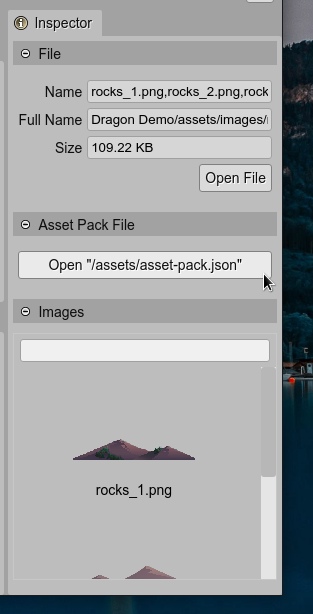 Inspector
File
Name rocks_1.png,rocks_2.png,rock
Full Name Dragon Demo/assets/images/
Size 109.22 KB
Open File
Asset Pack File
Open "/assets/asset-pack.json"
Images
rocks_1.png